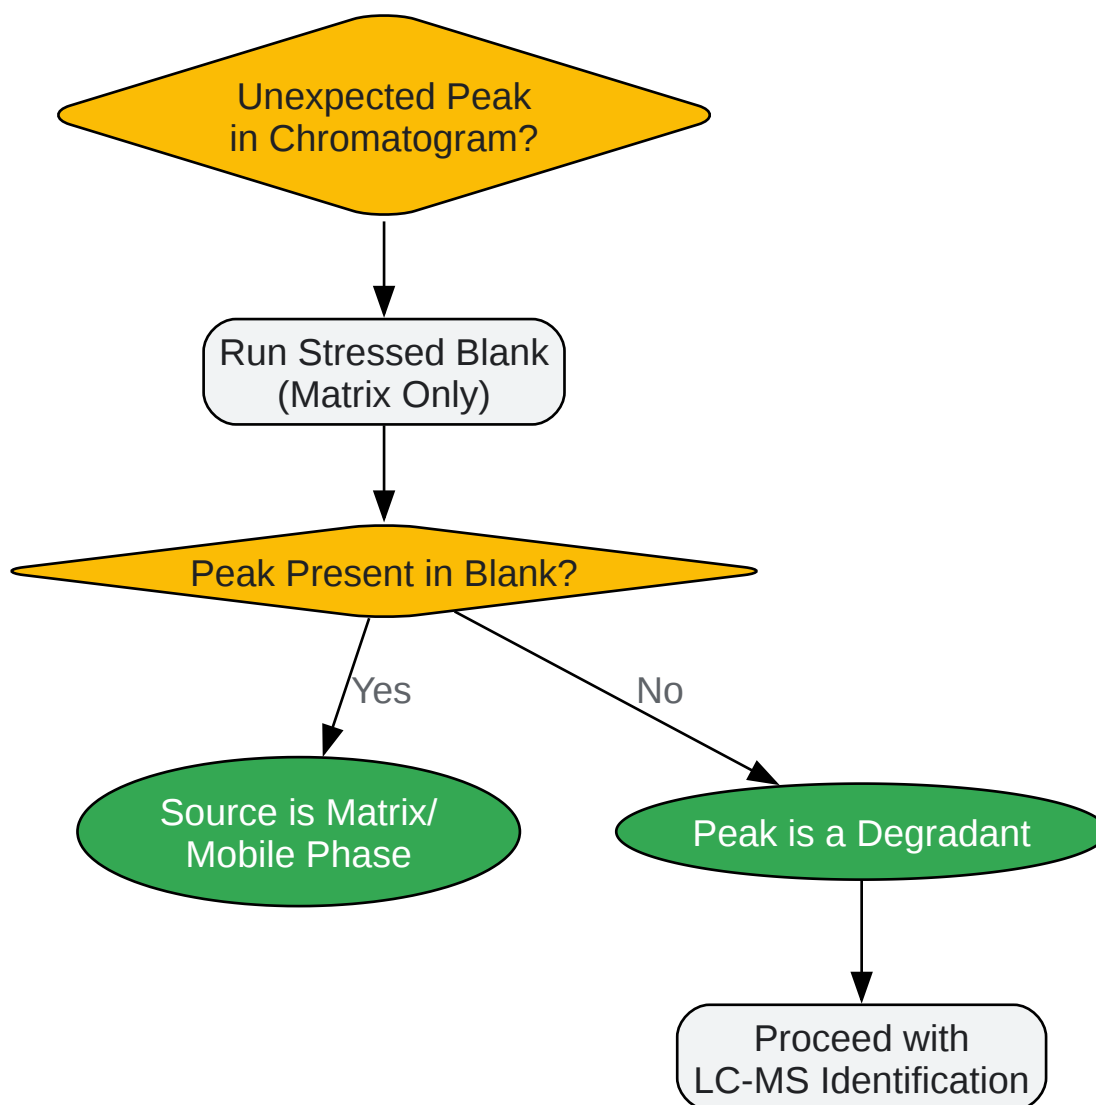 Unexpected Peak
in Chromatogram?
Run Stressed Blank
(Matrix Only)
Peak Present in Blank?
Yes
No
Source is Matrix/
Mobile Phase
Peak is a Degradant
Proceed with
LC-MS Identification